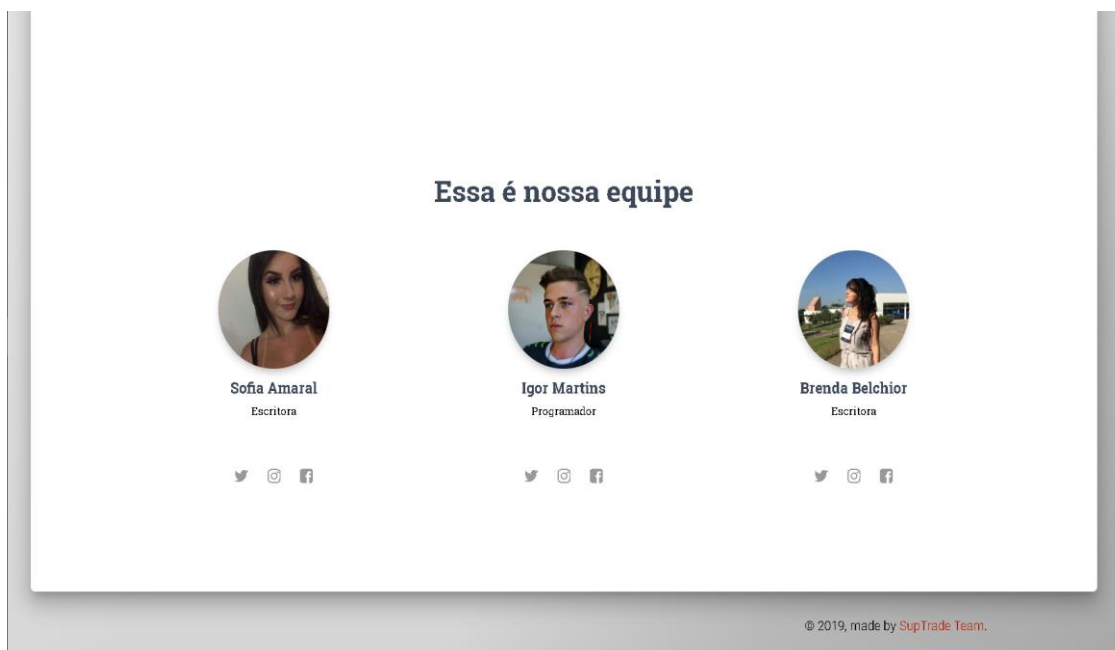 Essa é nossa equipe
Sofia Amaral
Igor Martins
Brenda Belchior
Escritora
Programador
Escritora
© 2019, made by SupTrade Team.